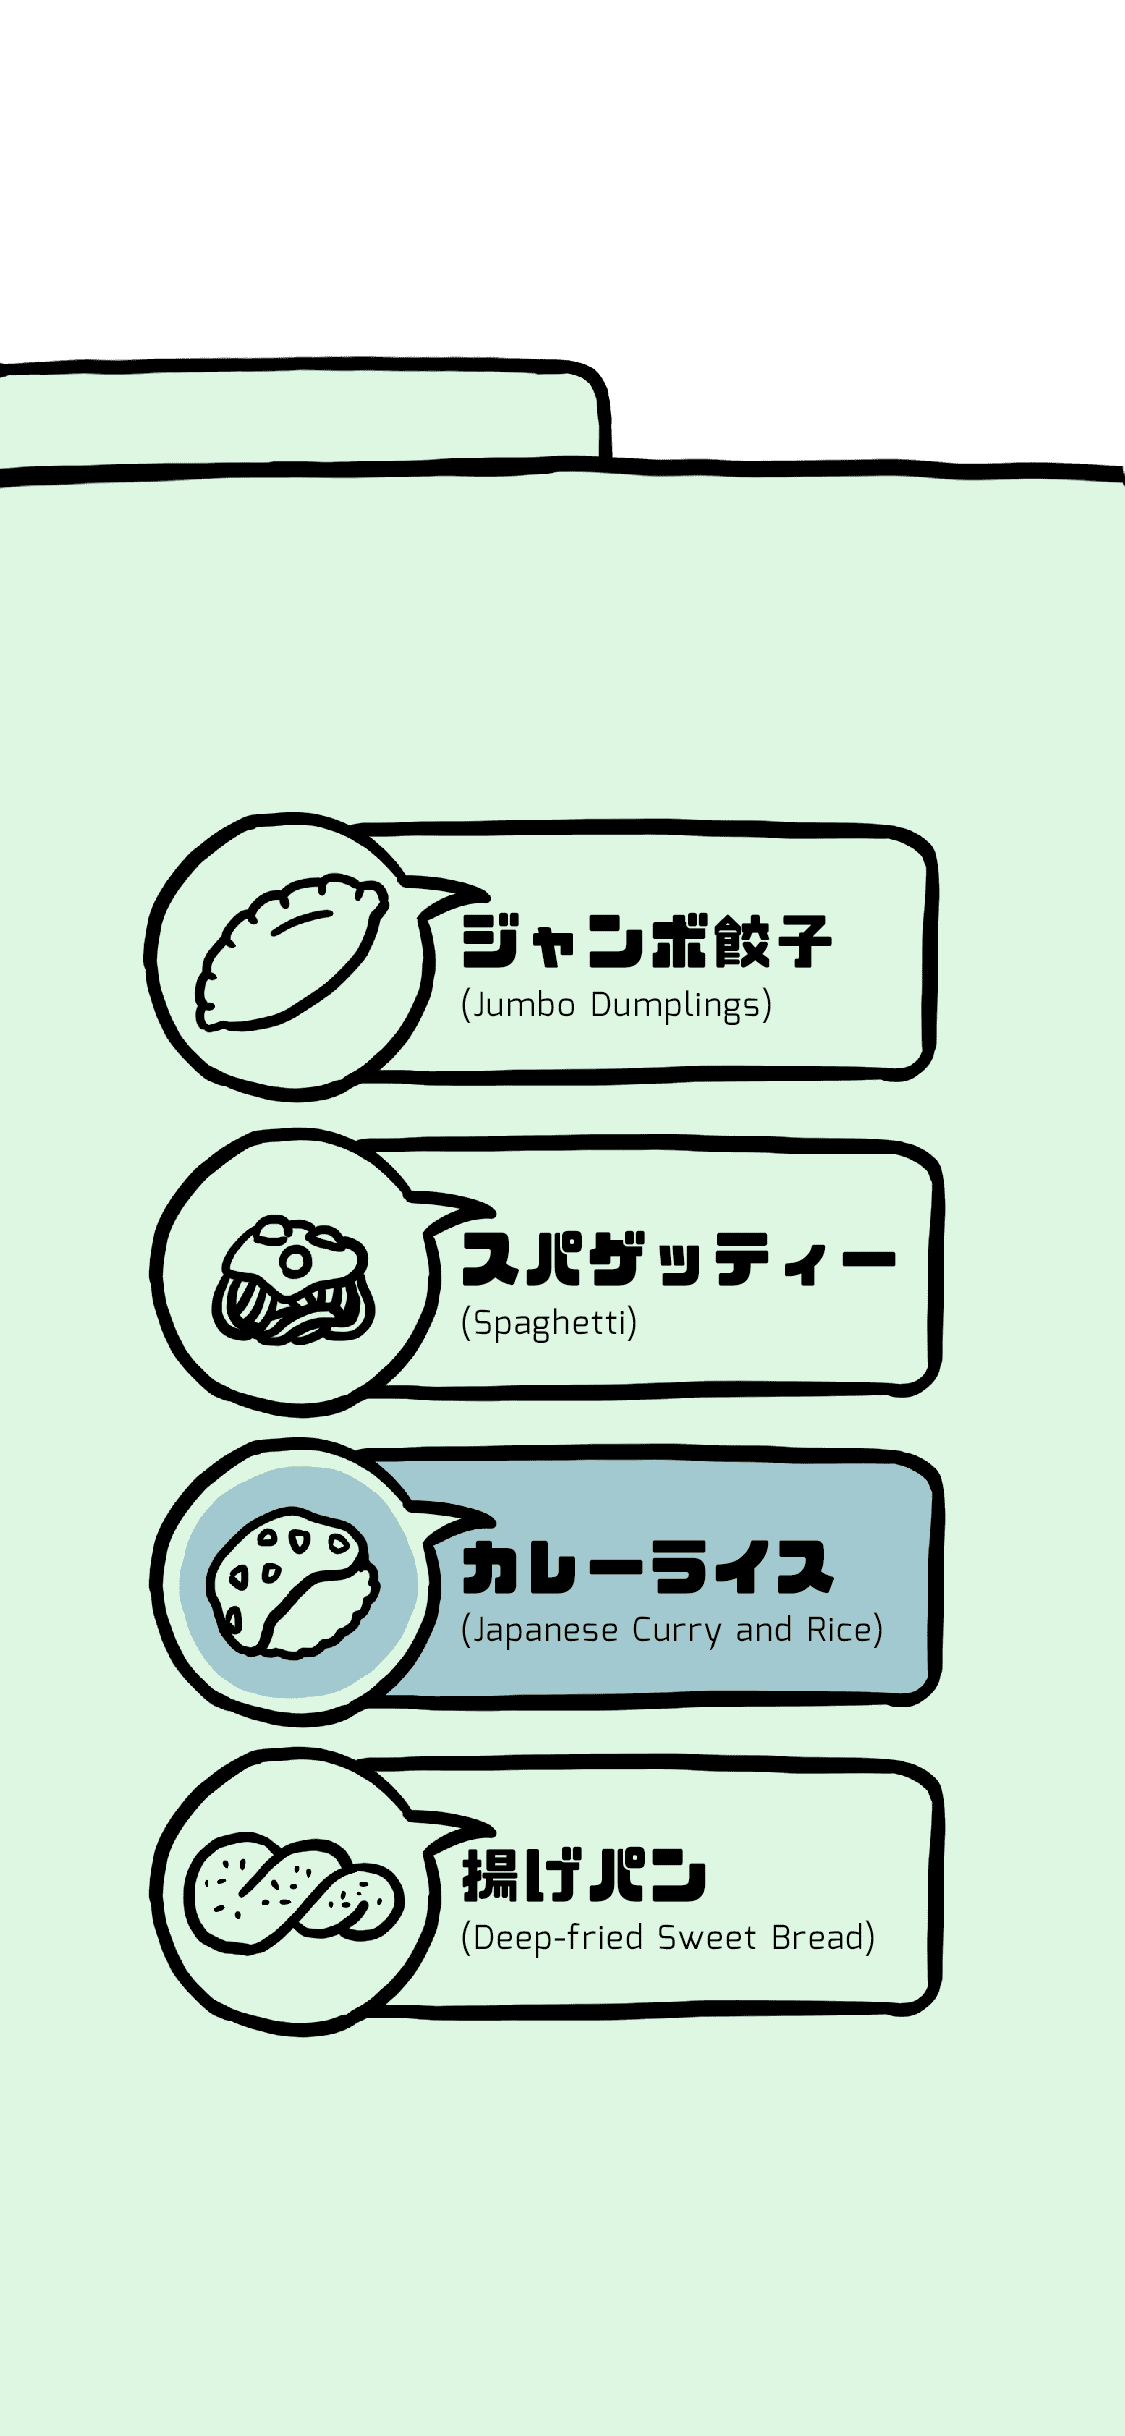 ジャンボ餃子
(Jumbo Dumplings)
スパゲッティー
(Spaghetti)
カレーライス
(Japanese Curry and Rice)
揚げパン
(Deep-fried Sweet Bread)